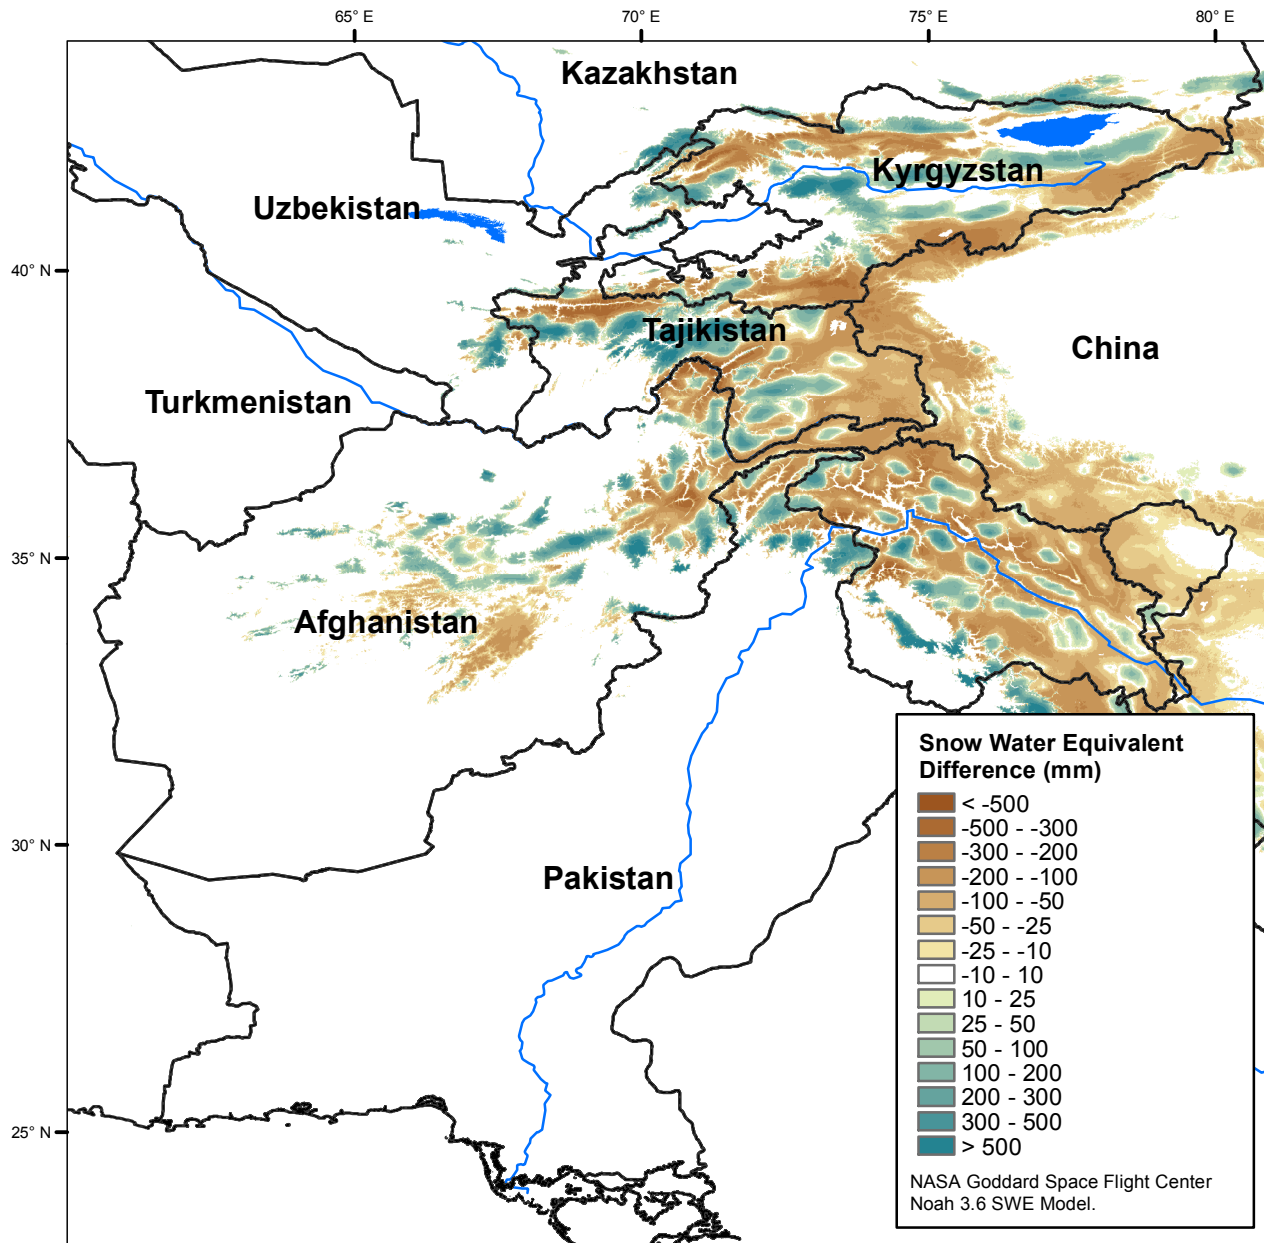 65° E
70° E
75° E
80° E
Kazakhstan
Kyrgyzstan
Uzbekistan
40° N
Tajikistan
China
Turkmenistan
35° N
Afghanistan
Snow Water Equivalent
Difference (mm)
< -500
-500 - -300
-300 - -200
-200 - -100
-100 - -50
-50 - -25
-25 - -10
-10 - 10
10 - 25
25 - 50
50 - 100
100 - 200
200 - 300
300 - 500
> 500
NASA Goddard Space Flight Center
Noah 3.6 SWE Model.
30° N
Pakistan
25° N